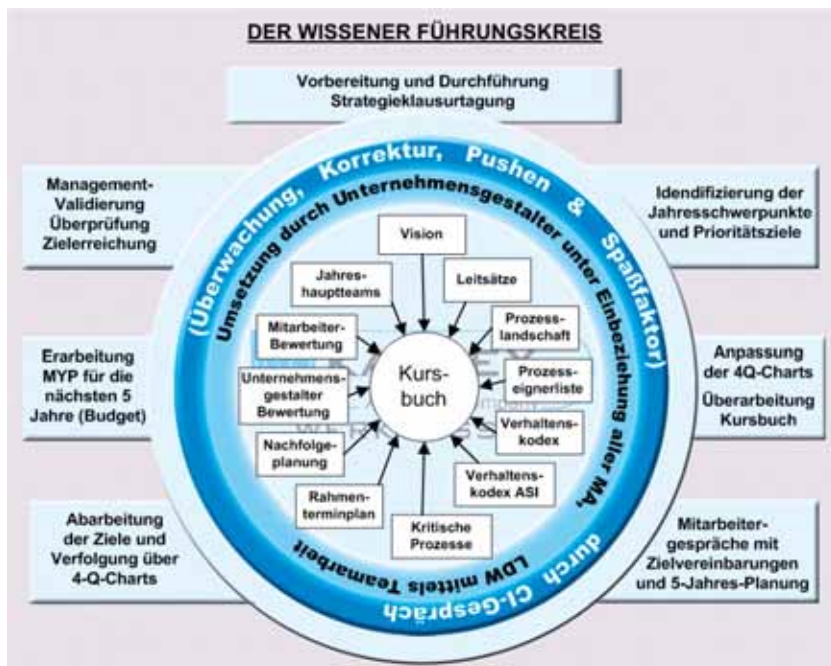 DER WISSENER FÜHRUNGSKREIS
Vorbereitung und Durchführung
Strategieklausurtagung
Management-
Validierung
Überprüfung
Zielerreichung
Idendifizierung der
Jahresschwerpunkte
und Prioritätsziele
Erarbeitung
MYP für die
nächsten 5
Jahre (Budget)
Anpassung
der 4Q-Charts
Überarbeitung
Kursbuch
Abarbeitung
der Ziele und
Verfolgung über
4-Q-Charts
Mitarbeiter-
gespräche mit
Zielvereinbarungen
und 5-Jahres-Planung
(Überwachung, Korrektur, Pushen & Spaßfaktor)
durch CI-Gespräch
Umsetzung durch Unternehmensgestalter unter Einbeziehung aller MA,
LDW mittels Teamarbeit
Vision
Leitsätze
Prozess-
landschaft
Prozess-
eignerliste
Verhaltens-
kodex
Verhaltens-
kodex ASI
Kritische
Prozesse
Rahmen-
terminplan
Nachfolge-
planung
Unternehmens-
gestalter
Bewertung
Mitarbeiter-
Bewertung
Jahres-
hauptteams
Kurs-
buch